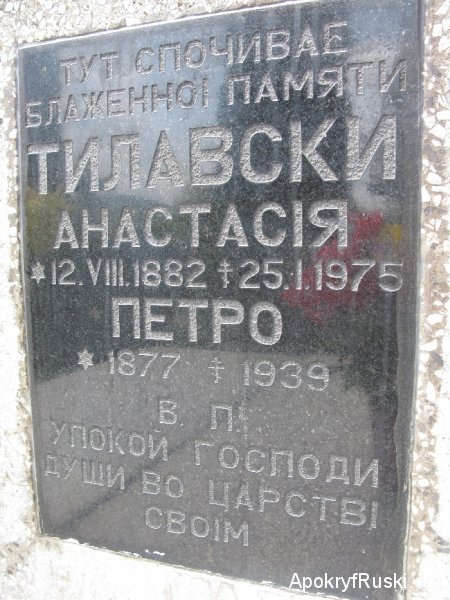 ТУТ СПОЧИВАЄ
БЛАЖЕННОЇ ПАМЯТИ
ТИЛАВСКИ
АНАСТАСІЯ
* 12. VIII. 1882 † 25. I. 1975
ПЕТРО
* 1877 † 1939
В П.!
УПОКОЙ ГОСПОДИ
ДУШИ ВО ЦАРСТВІ
СВОЇМ
ApokryfRuski